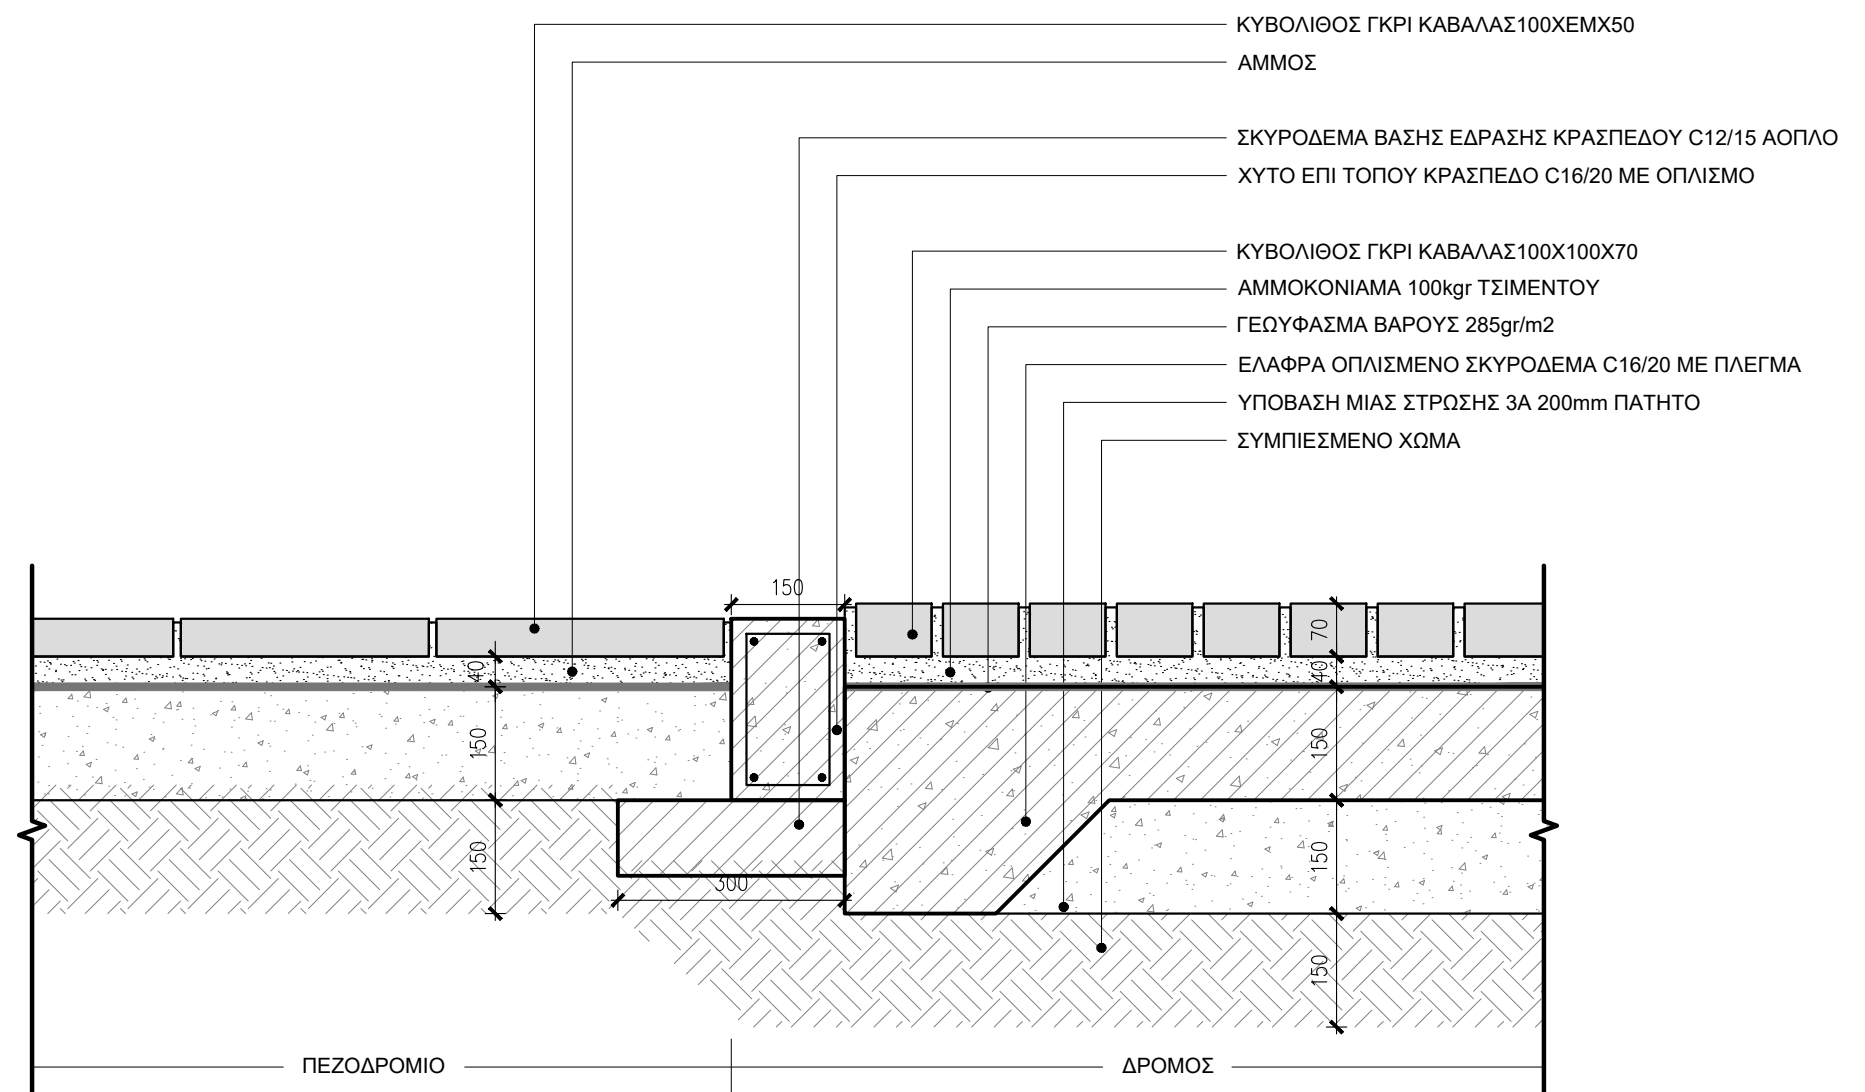 ΚΥΒΟΛΙΘΟΣ ΓΚΡΙ ΚΑΒΑΛΑΣ100ΧΕΜΧ50
ΑΜΜΟΣ
ΣΚΥΡΟΔΕΜΑ ΒΑΣΗΣ ΕΔΡΑΣΗΣ ΚΡΑΣΠΕΔΟΥ C12/15 ΑΟΠΛΟ
ΧΥΤΟ ΕΠΙ ΤΟΠΟΥ ΚΡΑΣΠΕΔΟ C16/20 ΜΕ ΟΠΛΙΣΜΟ
ΚΥΒΟΛΙΘΟΣ ΓΚΡΙ ΚΑΒΑΛΑΣ100Χ100Χ70
ΑΜΜΟΚΟΝΙΑΜΑ 100kgr ΤΣΙΜΕΝΤΟΥ
ΓΕΩΥΦΑΣΜΑ ΒΑΡΟΥΣ 285gr/m2
ΕΛΑΦΡΑ ΟΠΛΙΣΜΕΝΟ ΣΚΥΡΟΔΕΜΑ C16/20 ΜΕ ΠΛΕΓΜΑ
ΥΠΟΒΑΣΗ ΜΙΑΣ ΣΤΡΩΣΗΣ 3Α 200mm ΠΑΤΗΤΟ
ΣΥΜΠΙΕΣΜΕΝΟ ΧΩΜΑ
150
70
40
40
150
150
150
150
300
150
ΠΕΖΟΔΡΟΜΙΟ
ΔΡΟΜΟΣ